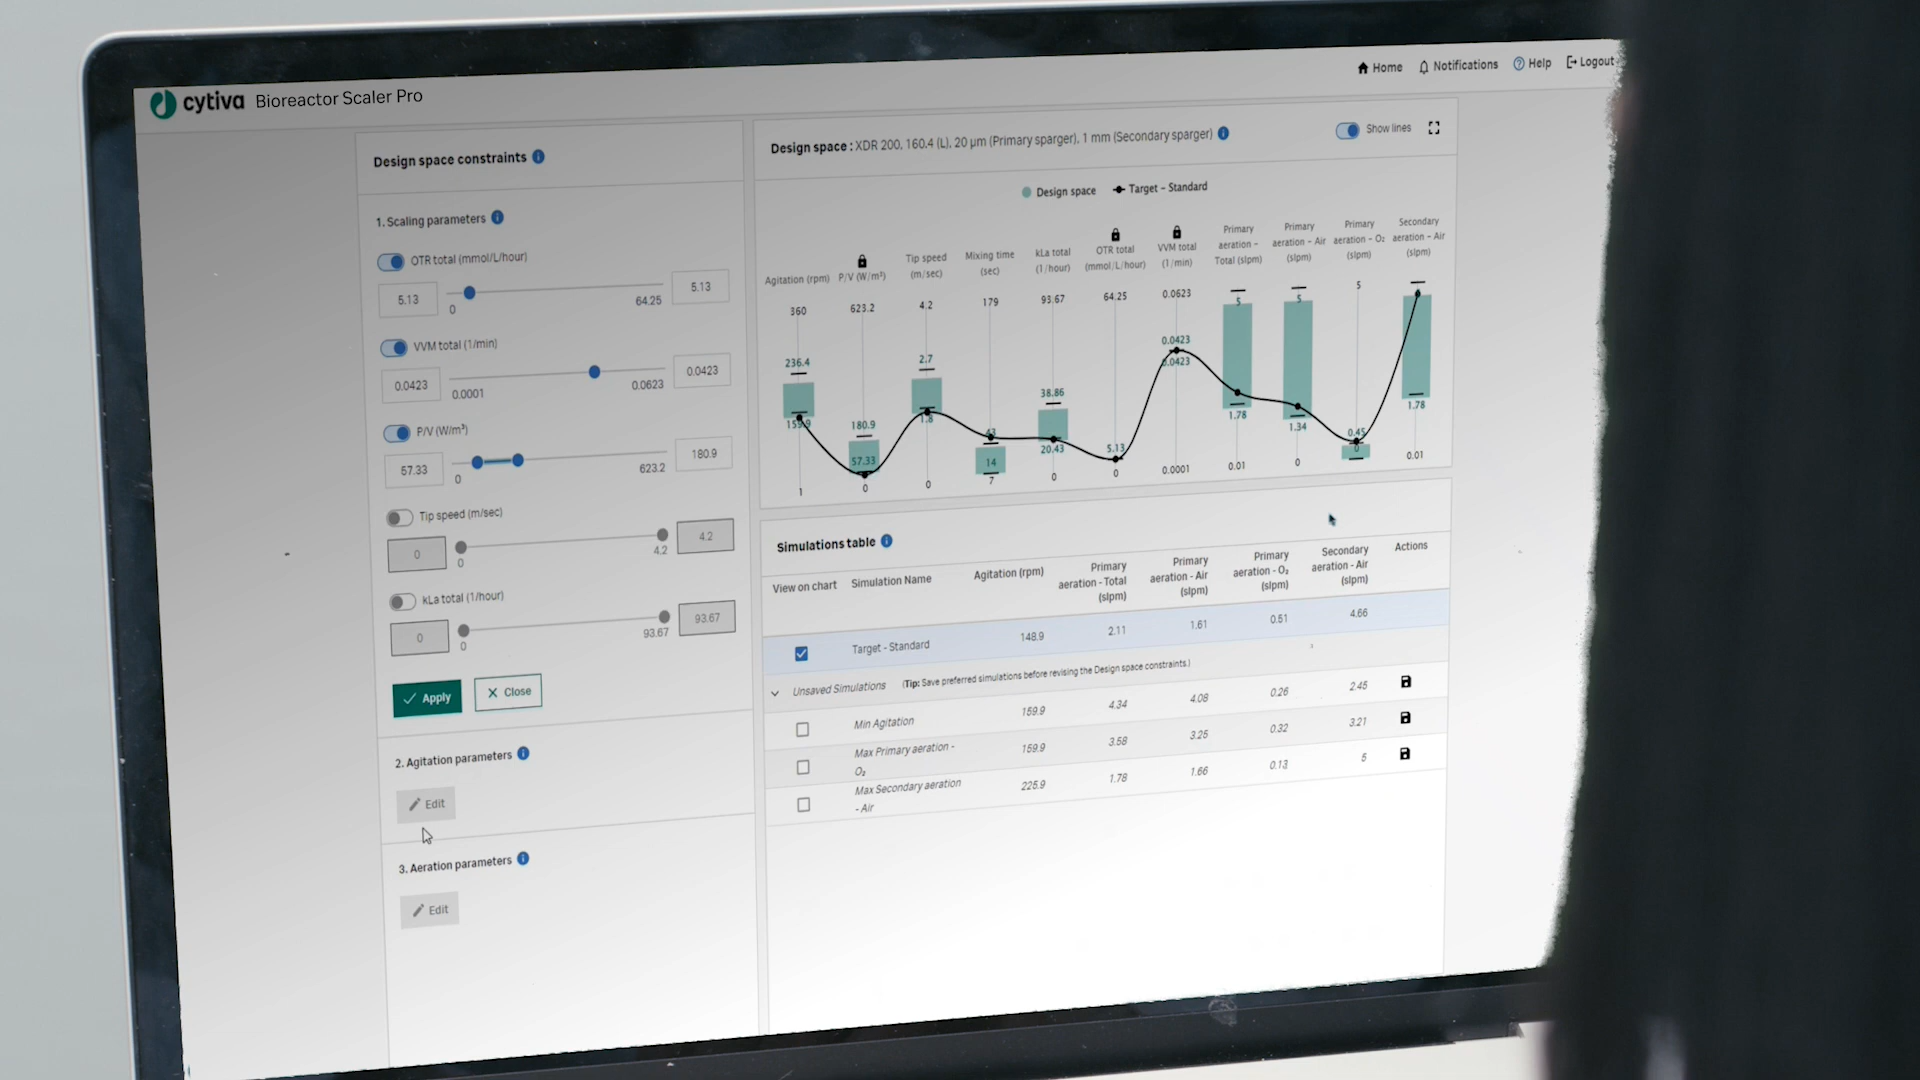 cytiva Bioreactor Scaler Pro
Home Notifications Help Logout
Design space constraints
1. Scaling parameters
OTR total (mmol/L/hour)
5.13 0 64.25 5.13
VVM total (1/min)
0.0423 0.0001 0.0623 0.0423
P/V (W/m³)
57.33 0 623.2 180.9
Tip speed (m/sec)
0 0 4.2 4.2
kLa total (1/hour)
0 0 93.67 93.67
Apply Close
2. Agitation parameters
Edit
3. Aeration parameters
Edit
Design space : XDR 200, 160.4 (L), 20 µm (Primary sparger), 1 mm (Secondary sparger)
Show lines
Design space Target – Standard
Agitation (rpm)
360
236.4
159.9
1
P/V (W/m³)
623.2
180.9
57.33
0
Tip speed
(m/sec)
4.2
2.7
1.8
0
Mixing time
(sec)
179
43
14
7
kLa total
(1/hour)
93.67
38.86
20.43
0
OTR total
(mmol/L/hour)
64.25
5.13
0
VVM total
(1/min)
0.0623
0.0423
0.0423
0.0001
Primary
aeration –
Total (slpm)
5
1.78
0.01
Primary
aeration – Air
(slpm)
5
1.34
0
Primary
aeration – O₂
(slpm)
5
0.45
0
Secondary
aeration – Air
(slpm)
1.78
0.01
Simulations table
View on chart Simulation Name Agitation (rpm)
Primary
aeration - Total
(slpm)
Primary
aeration - Air
(slpm)
Primary
aeration - O₂
(slpm)
Secondary
aeration - Air
(slpm)
Actions
Target - Standard 148.9 2.11 1.61 0.51 4.66
Unsaved Simulations (Tip: Save preferred simulations before revising the Design space constraints.)
Min Agitation 159.9 4.34 4.08 0.26 2.45
Max Primary aeration -
O₂ 159.9 3.58 3.25 0.32 3.21
Max Secondary aeration
- Air 225.9 1.78 1.66 0.13 5